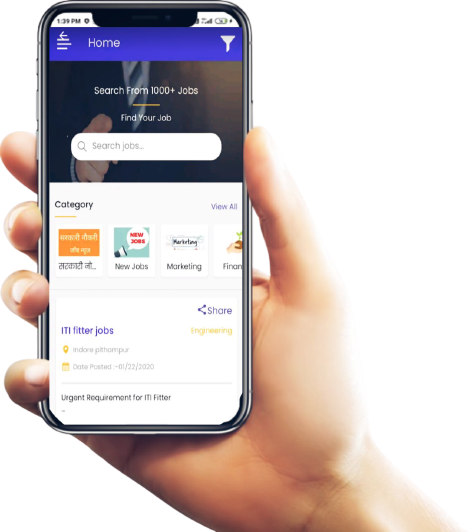 1:39 PM
Home
Search From 1000+ Jobs
Find Your Job
Search jobs...
Category
View All
सरकारी नौकरी
जॉब न्यूज
NEW
JOBS
Marketing
सरकारी नौ...
New Jobs
Marketing
Finan
Share
ITI fitter jobs
Engineering
Indore pithampur
Date Posted :-01/22/2020
Urgent Requirement for ITI Fitter